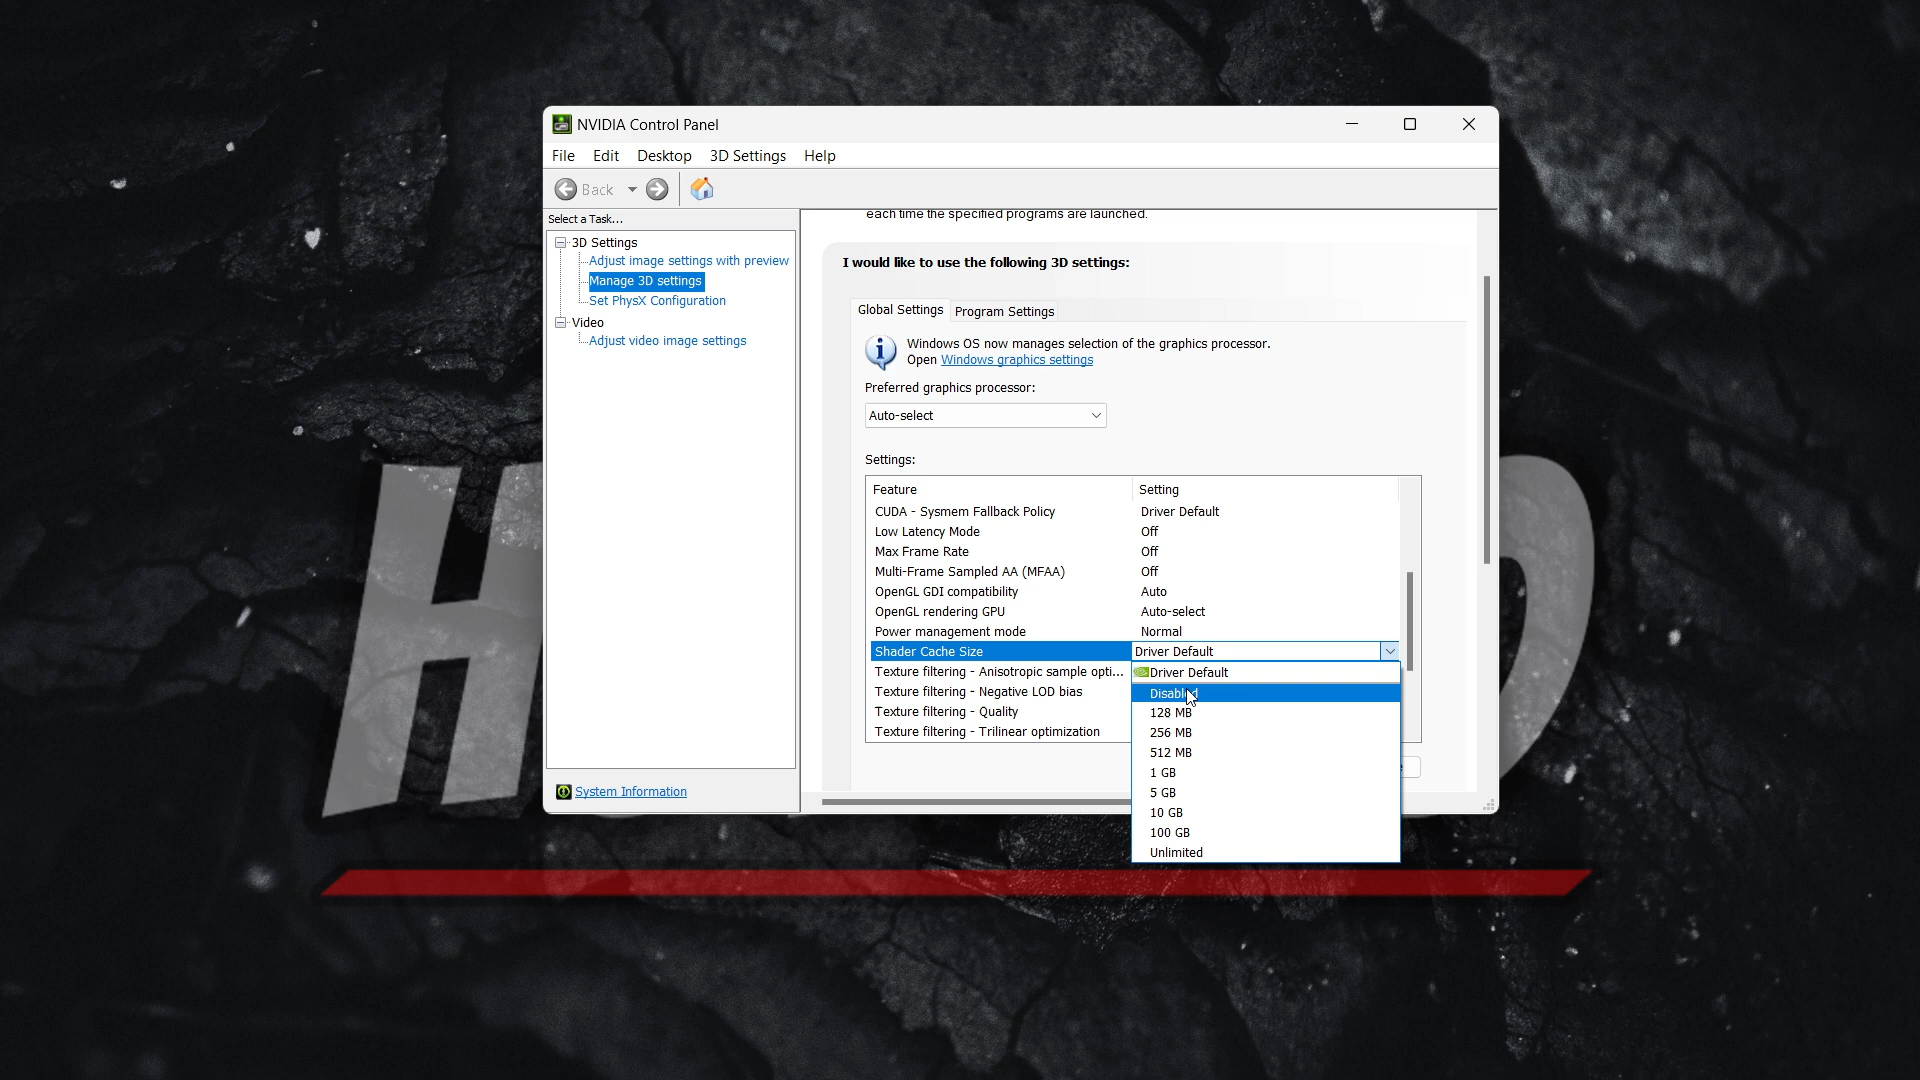 NVIDIA Control Panel
File Edit Desktop 3D Settings Help
Back
Select a Task...
3D Settings
Adjust image settings with preview
Manage 3D settings
Set PhysX Configuration
Video
Adjust video image settings
System Information
each time the specified programs are launched.
I would like to use the following 3D settings:
Global Settings Program Settings
Windows OS now manages selection of the graphics processor.
Open Windows graphics settings
Preferred graphics processor:
Auto-select
Settings:
Feature Setting
CUDA - Sysmem Fallback Policy Driver Default
Low Latency Mode Off
Max Frame Rate Off
Multi-Frame Sampled AA (MFAA) Off
OpenGL GDI compatibility Auto
OpenGL rendering GPU Auto-select
Power management mode Normal
Shader Cache Size Driver Default
Texture filtering - Anisotropic sample opti...
Texture filtering - Negative LOD bias
Texture filtering - Quality
Texture filtering - Trilinear optimization
Driver Default
Disabled
128 MB
256 MB
512 MB
1 GB
5 GB
10 GB
100 GB
Unlimited